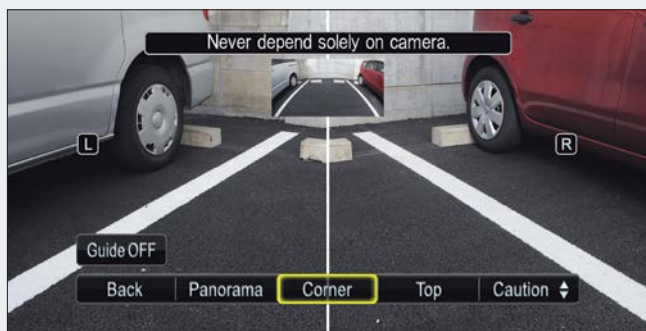 Never depend solely on camera.
L
R
Guide OFF
Back Panorama Corner Top Caution